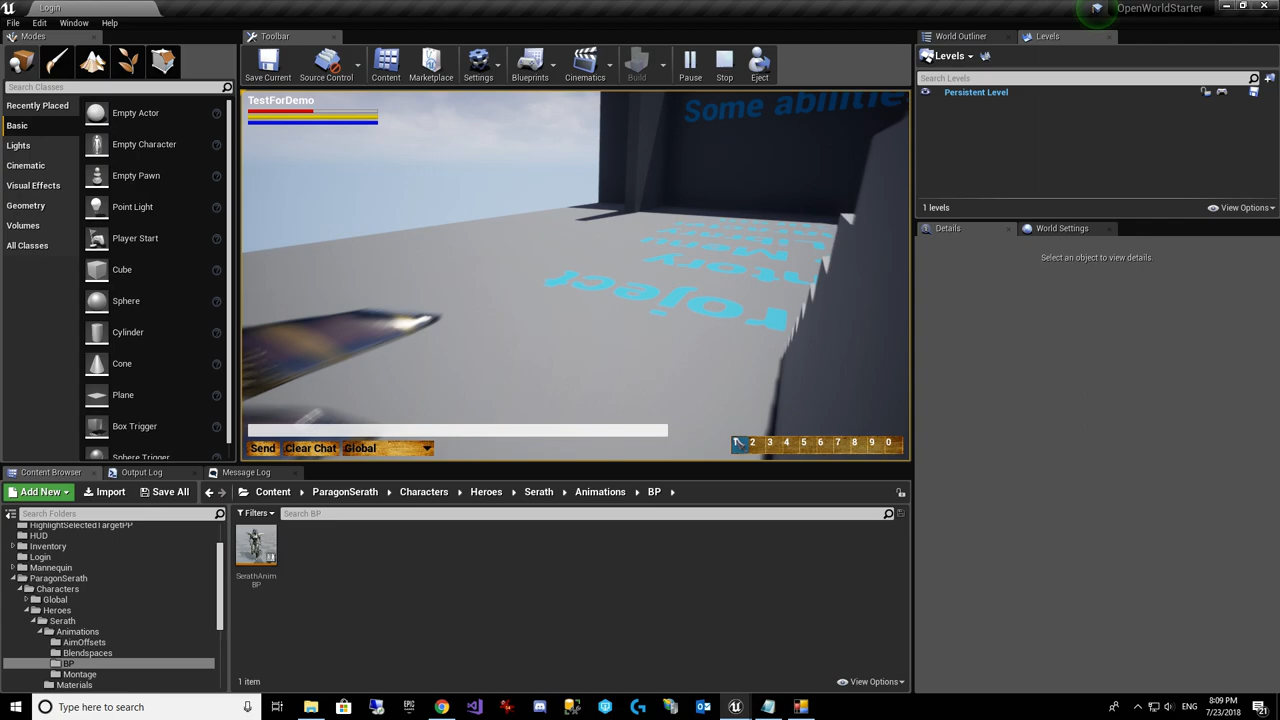 Login
OpenWorldStarter
File Edit Window Help
Modes
Toolbar
World Outliner
Levels
Save Current
Source Control
Content
Marketplace
Settings
Blueprints
Cinematics
Build
Pause
Stop
Eject
Levels
Search Classes
Search Levels
Persistent Level
Recently Placed
Basic
Lights
Cinematic
Visual Effects
Geometry
Volumes
All Classes
Empty Actor
Empty Character
Empty Pawn
Point Light
Player Start
Cube
Sphere
Cylinder
Cone
Plane
Box Trigger
Sphere Trigger
TestForDemo
Some abilities
roject
Send Clear Chat Global
1 2 3 4 5 6 7 8 9 0
1 levels
View Options
Details
World Settings
Select an object to view details.
Content Browser
Output Log
Message Log
Add New Import Save All
Content ParagonSerath Characters Heroes Serath Animations BP
Search Folders
Filters
Search BP
HighlightSelectedTargetPP
HUD
Inventory
Login
Mannequin
ParagonSerath
Characters
Global
Heroes
Serath
Animations
AimOffsets
Blendspaces
BP
Montage
Materials
SerathAnim
BP
1 item
View Options
Type here to search
8:09 PM
7/23/2018